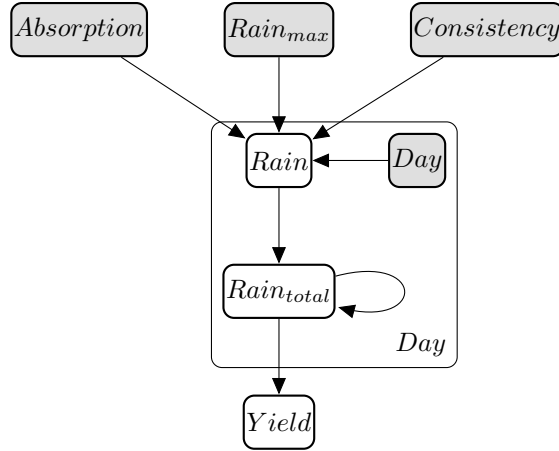 Absorption Rain_max Consistency
Rain Day
Rain_total
Day
Yield